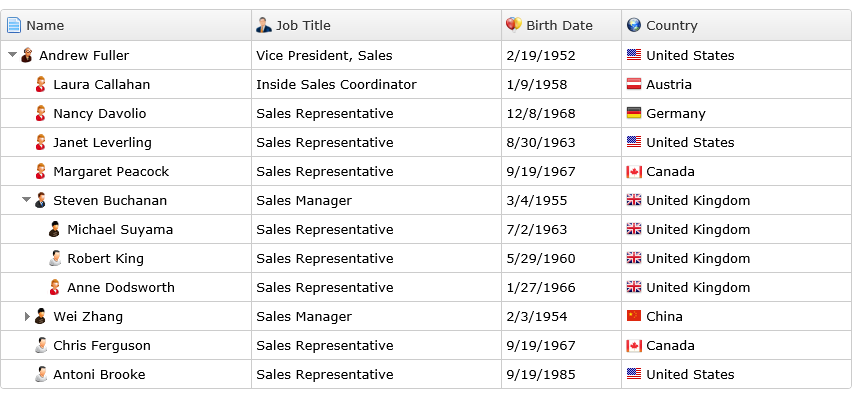 Name Job Title Birth Date Country
Andrew Fuller Vice President, Sales 2/19/1952 United States
Laura Callahan Inside Sales Coordinator 1/9/1958 Austria
Nancy Davolio Sales Representative 12/8/1968 Germany
Janet Leverling Sales Representative 8/30/1963 United States
Margaret Peacock Sales Representative 9/19/1967 Canada
Steven Buchanan Sales Manager 3/4/1955 United Kingdom
Michael Suyama Sales Representative 7/2/1963 United Kingdom
Robert King Sales Representative 5/29/1960 United Kingdom
Anne Dodsworth Sales Representative 1/27/1966 United Kingdom
Wei Zhang Sales Manager 2/3/1954 China
Chris Ferguson Sales Representative 9/19/1967 Canada
Antoni Brooke Sales Representative 9/19/1985 United States